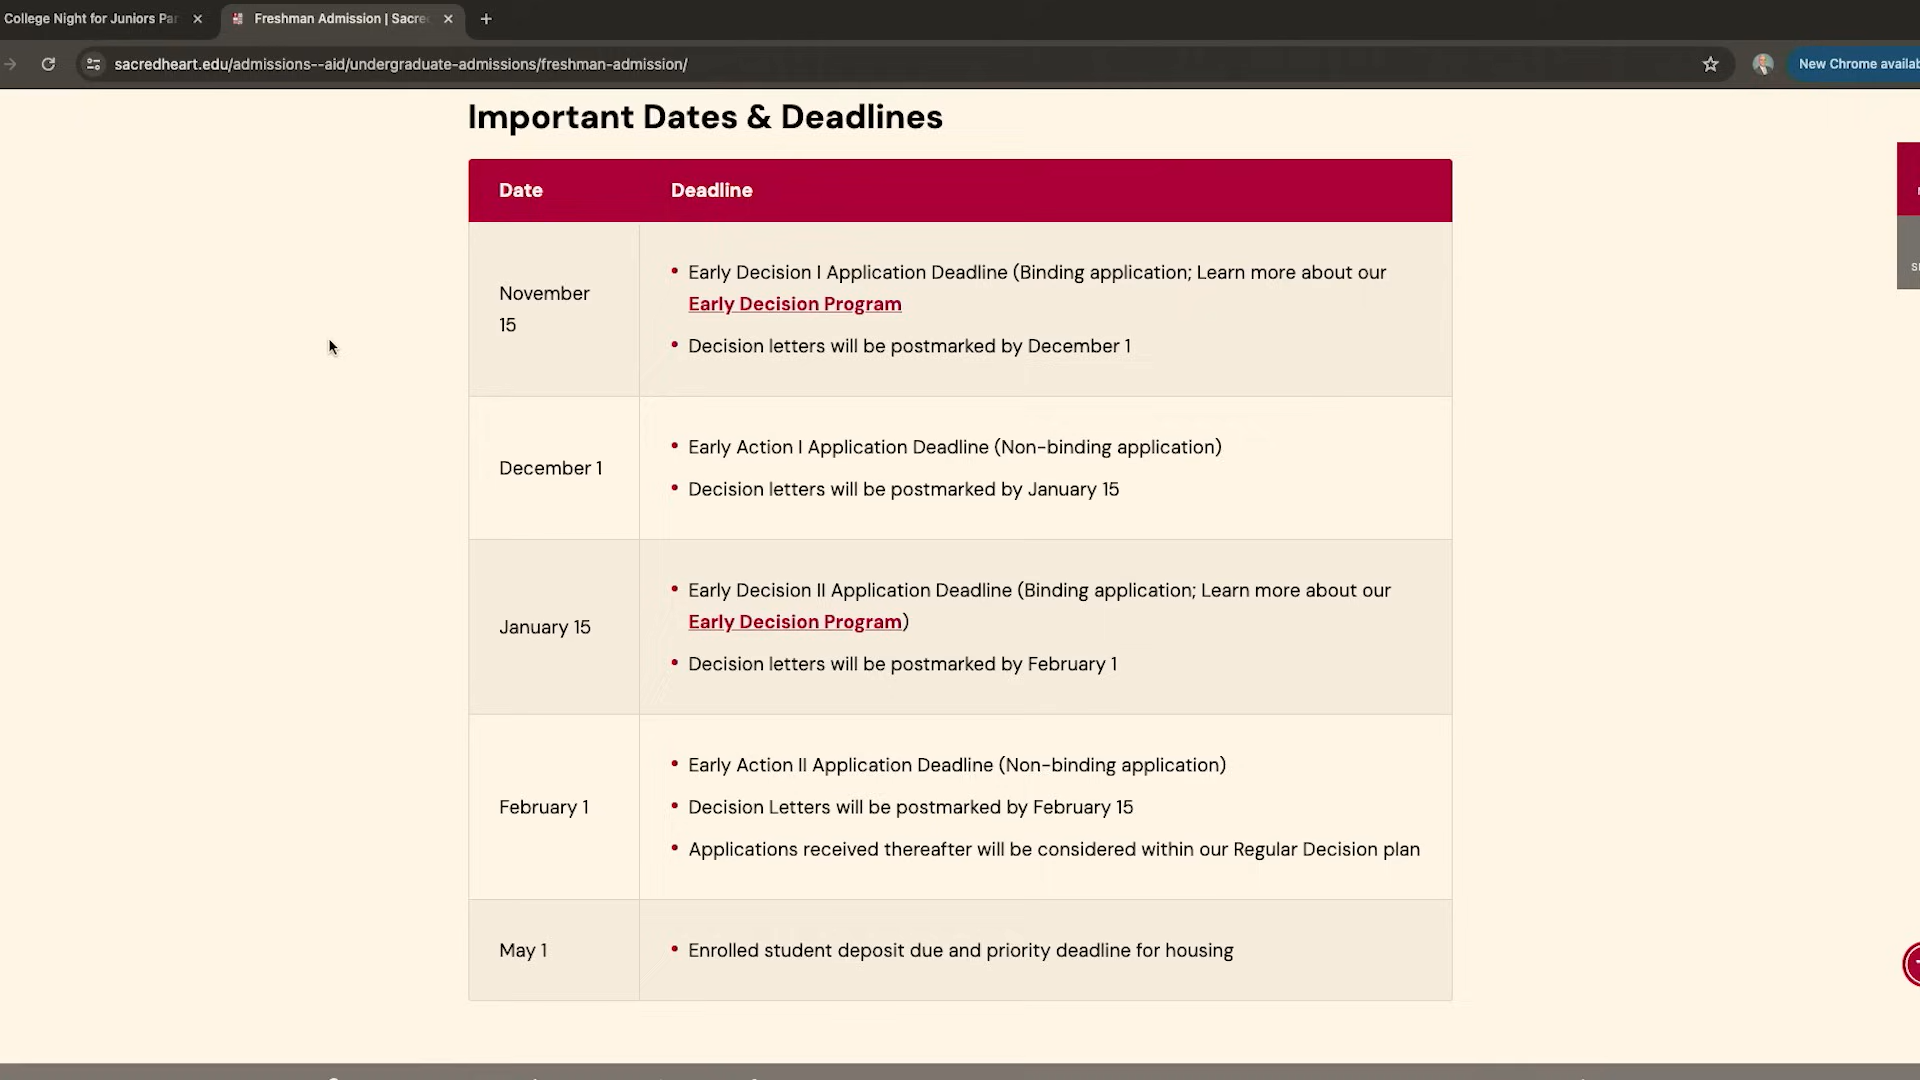 College Night for Juniors Par
Freshman Admission | Sacre
sacredheart.edu/admissions--aid/undergraduate-admissions/freshman-admission/
New Chrome availab
Important Dates & Deadlines
Date
Deadline
November
15
Early Decision I Application Deadline (Binding application; Learn more about our
Early Decision Program
Decision letters will be postmarked by December 1
December 1
Early Action I Application Deadline (Non-binding application)
Decision letters will be postmarked by January 15
January 15
Early Decision II Application Deadline (Binding application; Learn more about our
Early Decision Program)
Decision letters will be postmarked by February 1
February 1
Early Action II Application Deadline (Non-binding application)
Decision Letters will be postmarked by February 15
Applications received thereafter will be considered within our Regular Decision plan
May 1
Enrolled student deposit due and priority deadline for housing